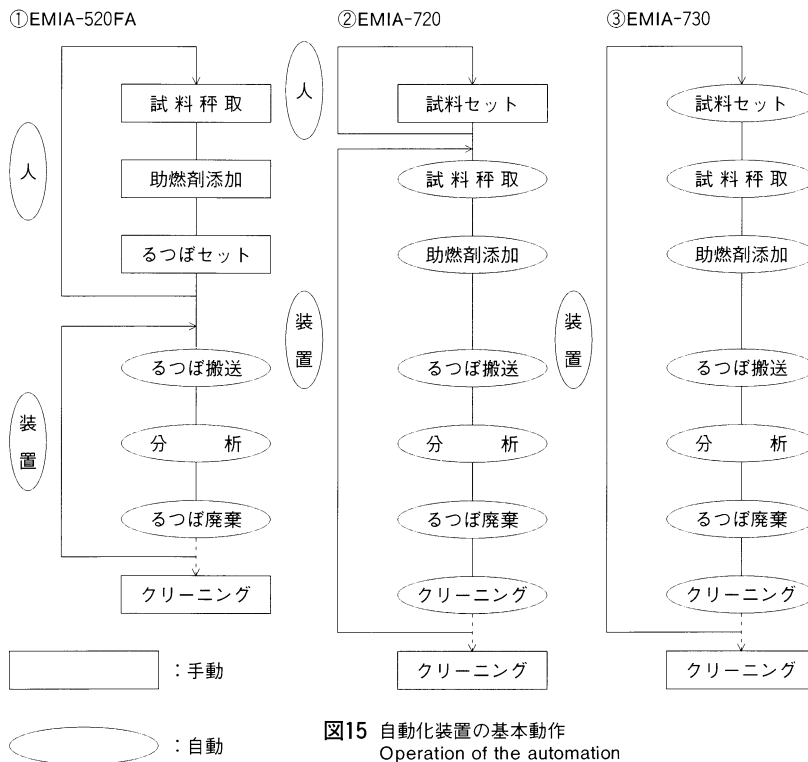 ①EMIA-520FA
人
試料秤取
助燃剤添加
るつぼセット
装置
るつぼ搬送
分析
るつぼ廃棄
クリーニング
②EMIA-720
人
試料セット
試料秤取
助燃剤添加
装置
るつぼ搬送
分析
るつぼ廃棄
クリーニング
クリーニング
③EMIA-730
試料セット
試料秤取
助燃剤添加
装置
るつぼ搬送
分析
るつぼ廃棄
クリーニング
クリーニング
：手動
：自動
図15 自動化装置の基本動作
Operation of the automation